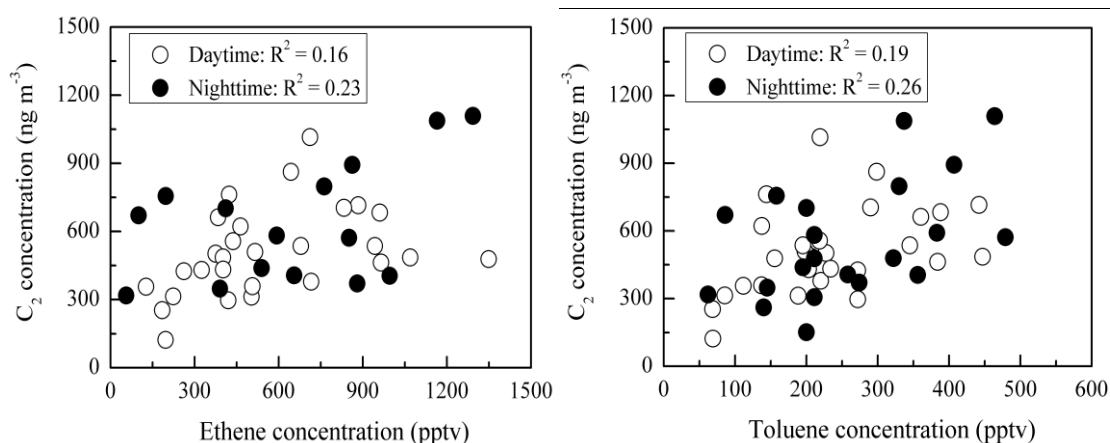 1500
1200
900
600
300
0
C₂ concentration (ng m⁻³)
Daytime: R² = 0.16
Nighttime: R² = 0.23
0 300 600 900 1200 1500
Ethene concentration (pptv)
1500
1200
900
600
300
0
C₂ concentration (ng m⁻³)
Daytime: R² = 0.19
Nighttime: R² = 0.26
0 100 200 300 400 500 600
Toluene concentration (pptv)